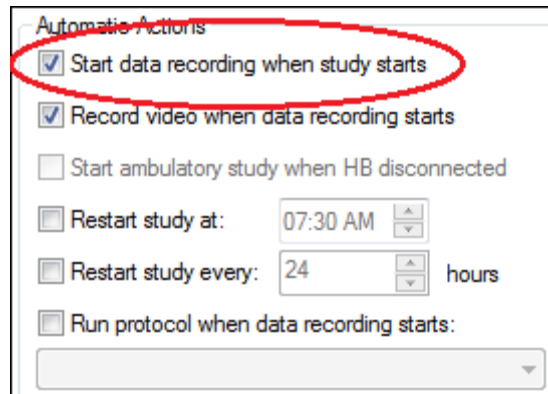 Automatic Actions
Start data recording when study starts
Record video when data recording starts
Start ambulatory study when HB disconnected
Restart study at: 07:30 AM
Restart study every: 24 hours
Run protocol when data recording starts: